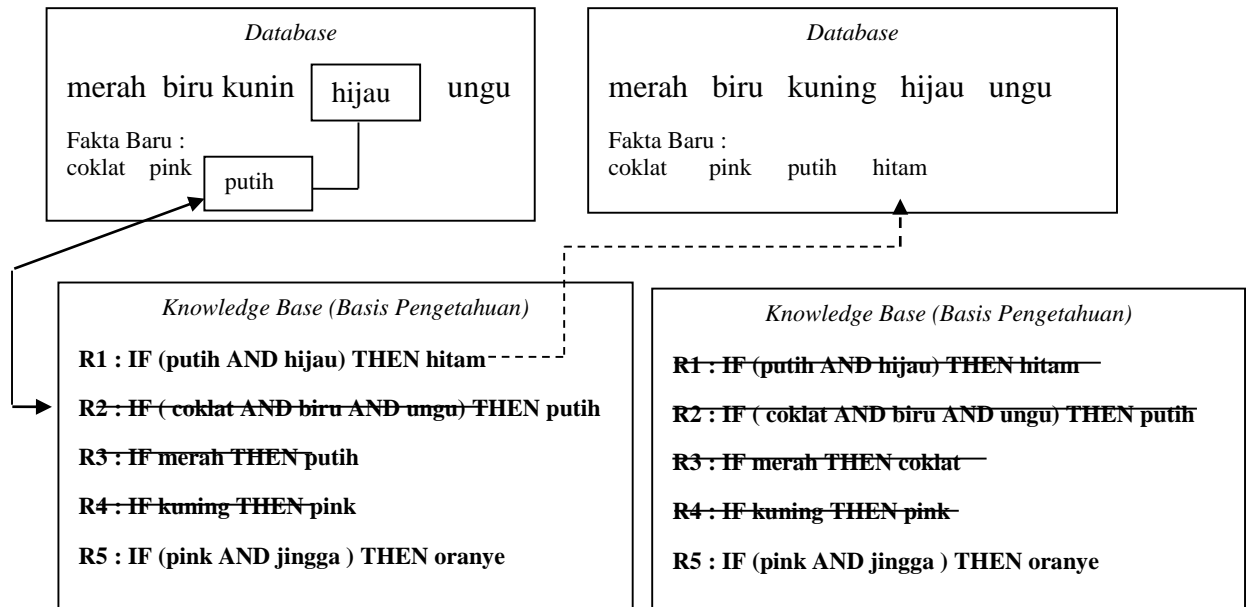 Database
merah biru kunin hijau ungu
Fakta Baru :
coklat pink putih
Database
merah biru kuning hijau ungu
Fakta Baru :
coklat pink putih hitam
Knowledge Base (Basis Pengetahuan)
R1 : IF (putih AND hijau) THEN hitam
R2 : IF ( coklat AND biru AND ungu) THEN putih
R3 : IF merah THEN putih
R4 : IF kuning THEN pink
R5 : IF (pink AND jingga ) THEN oranye
Knowledge Base (Basis Pengetahuan)
R1 : IF (putih AND hijau) THEN hitam
R2 : IF ( coklat AND biru AND ungu) THEN putih
R3 : IF merah THEN coklat
R4 : IF kuning THEN pink
R5 : IF (pink AND jingga ) THEN oranye